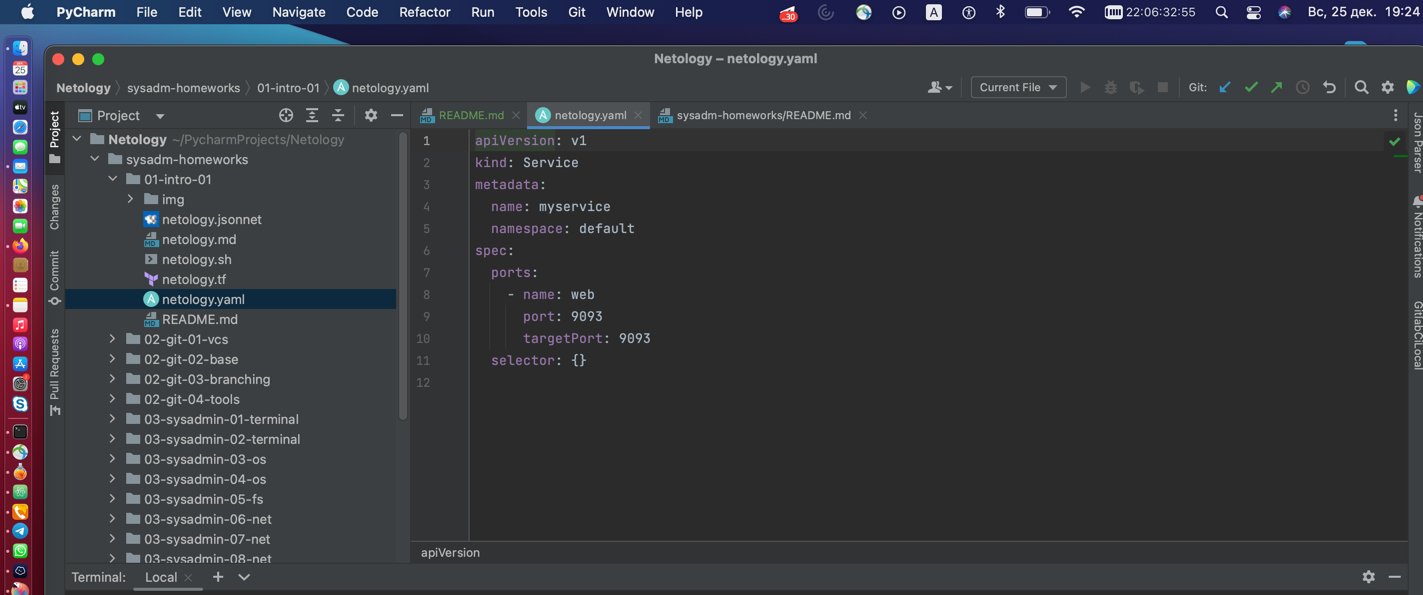 PyCharm File Edit View Navigate Code Refactor Run Tools Git Window Help .30 A 22:06:32:55 Вс, 25 дек. 19:24
25
tv
Netology – netology.yaml
Netology sysadm-homeworks 01-intro-01 A netology.yaml Current File Git:
Project README.md A netology.yaml sysadm-homeworks/README.md
Project
Changes
Commit
Pull Requests
Netology ~/PycharmProjects/Netology
sysadm-homeworks
01-intro-01
img
netology.jsonnet
netology.md
netology.sh
netology.tf
netology.yaml
README.md
02-git-01-vcs
02-git-02-base
02-git-03-branching
02-git-04-tools
03-sysadmin-01-terminal
03-sysadmin-02-terminal
03-sysadmin-03-os
03-sysadmin-04-os
03-sysadmin-05-fs
03-sysadmin-06-net
03-sysadmin-07-net
03-sysadmin-08-net
1 apiVersion: v1
2 kind: Service
3 metadata:
4 name: myservice
5 namespace: default
6 spec:
7 ports:
8 - name: web
9 port: 9093
10 targetPort: 9093
11 selector: {}
12
Json Parser
Notifications
GitlabCiLocal
apiVersion
Terminal: Local